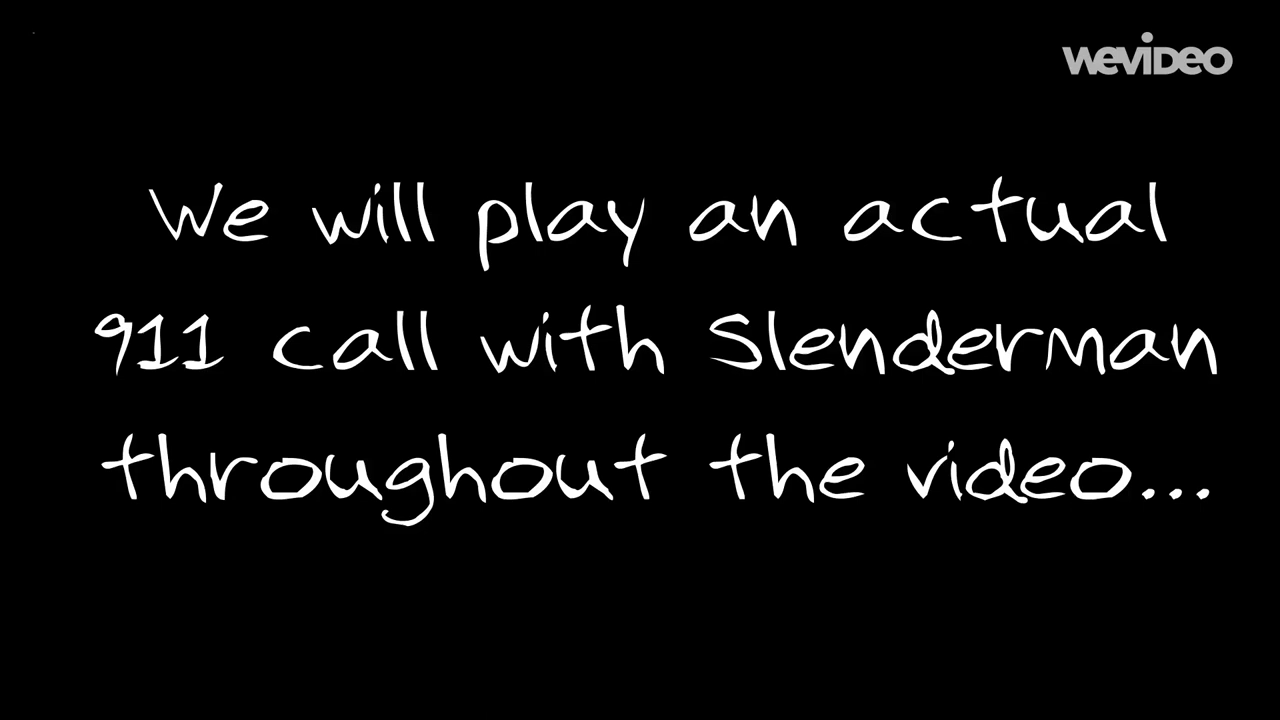 WEVIDEO
We will play an actual
911 call with Slenderman
throughout the video...